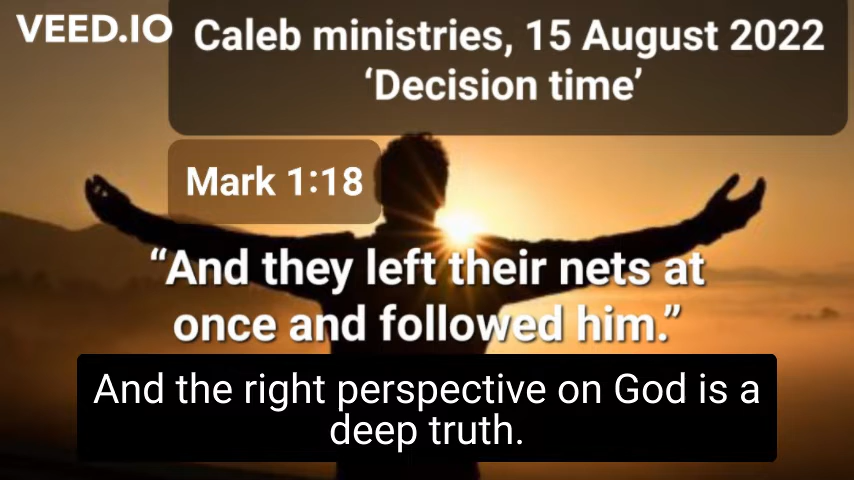 VEED.IO
Caleb ministries, 15 August 2022
‘Decision time’
Mark 1:18
“And they left their nets at
once and followed him.”
And the right perspective on God is a
deep truth.